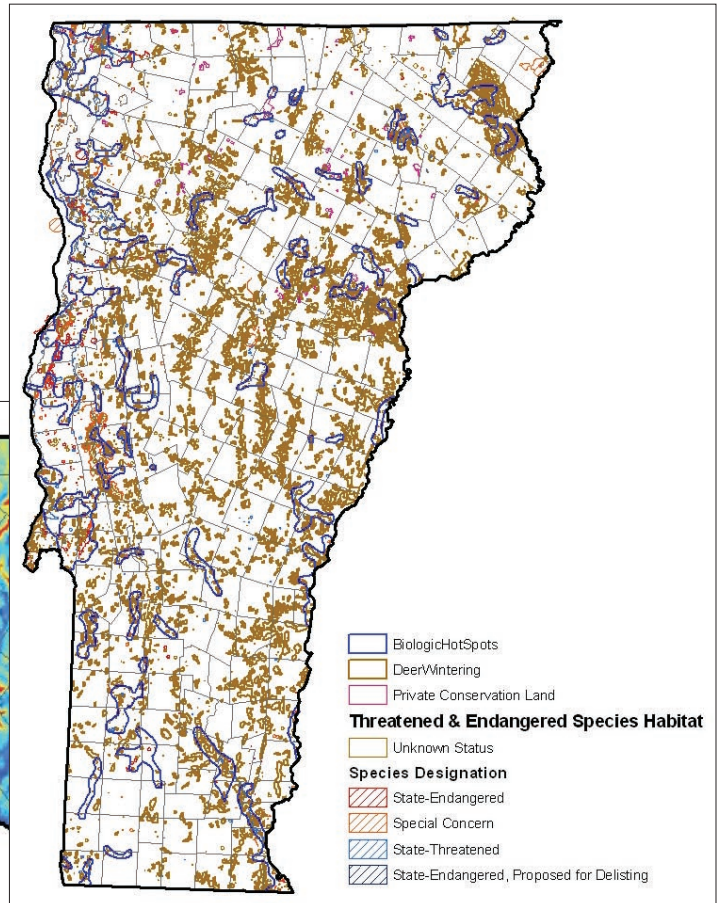 BiologicHotSpots
DeerWintering
Private Conservation Land
Threatened & Endangered Species Habitat
Unknown Status
Species Designation
State-Endangered
Special Concern
State-Threatened
State-Endangered, Proposed for Delisting